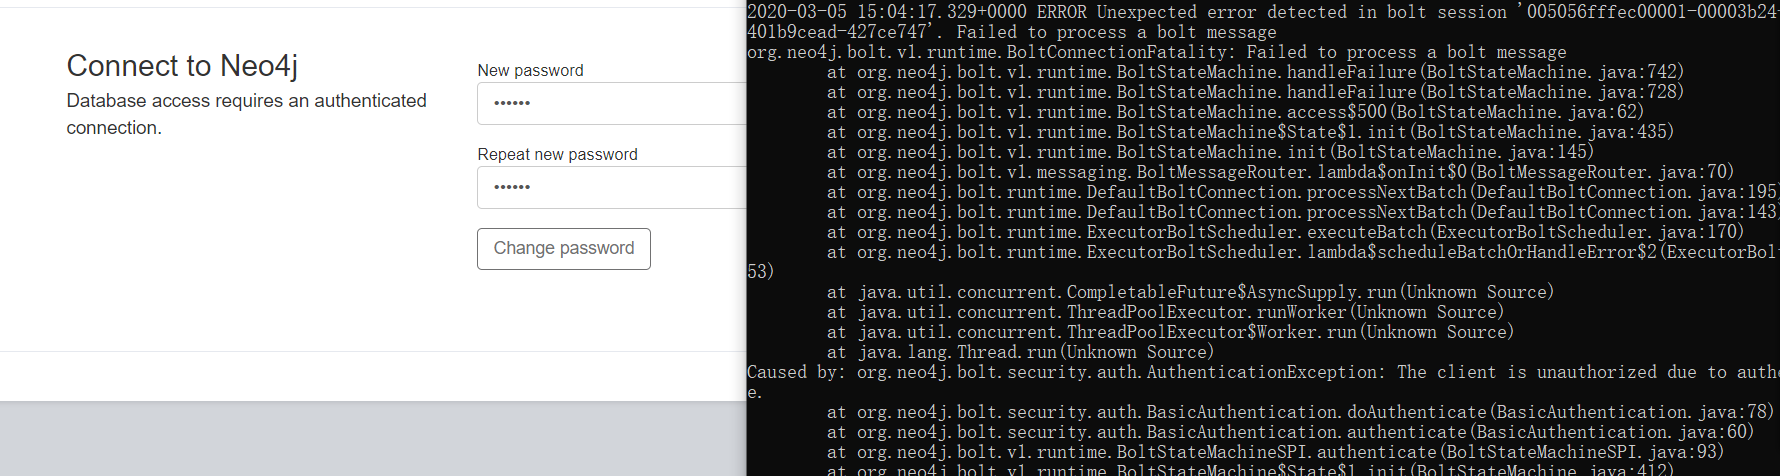 Connect to Neo4j
Database access requires an authenticated
connection.
New password
••••••
Repeat new password
••••••
Change password
2020-03-05 15:04:17.329+0000 ERROR Unexpected error detected in bolt session '005056fffec00001-00003b24-
401b9cead-427ce747'. Failed to process a bolt message
org.neo4j.bolt.v1.runtime.BoltConnectionFatality: Failed to process a bolt message
at org.neo4j.bolt.v1.runtime.BoltStateMachine.handleFailure(BoltStateMachine.java:742)
at org.neo4j.bolt.v1.runtime.BoltStateMachine.handleFailure(BoltStateMachine.java:728)
at org.neo4j.bolt.v1.runtime.BoltStateMachine.access$500(BoltStateMachine.java:62)
at org.neo4j.bolt.v1.runtime.BoltStateMachine$State$1.init(BoltStateMachine.java:435)
at org.neo4j.bolt.v1.runtime.BoltStateMachine.init(BoltStateMachine.java:145)
at org.neo4j.bolt.v1.messaging.BoltMessageRouter.lambda$onInit$0(BoltMessageRouter.java:70)
at org.neo4j.bolt.runtime.DefaultBoltConnection.processNextBatch(DefaultBoltConnection.java:195)
at org.neo4j.bolt.runtime.DefaultBoltConnection.processNextBatch(DefaultBoltConnection.java:143)
at org.neo4j.bolt.runtime.ExecutorBoltScheduler.executeBatch(ExecutorBoltScheduler.java:170)
at org.neo4j.bolt.runtime.ExecutorBoltScheduler.lambda$scheduleBatchOrHandleError$2(ExecutorBol
53)
at java.util.concurrent.CompletableFuture$AsyncSupply.run(Unknown Source)
at java.util.concurrent.ThreadPoolExecutor.runWorker(Unknown Source)
at java.util.concurrent.ThreadPoolExecutor$Worker.run(Unknown Source)
at java.lang.Thread.run(Unknown Source)
Caused by: org.neo4j.bolt.security.auth.AuthenticationException: The client is unauthorized due to authe
e.
at org.neo4j.bolt.security.auth.BasicAuthentication.doAuthenticate(BasicAuthentication.java:78)
at org.neo4j.bolt.security.auth.BasicAuthentication.authenticate(BasicAuthentication.java:60)
at org.neo4j.bolt.v1.runtime.BoltStateMachineSPI.authenticate(BoltStateMachineSPI.java:93)
at org.neo4j.bolt.v1.runtime.BoltStateMachine$State$1.init(BoltStateMachine.java:412)